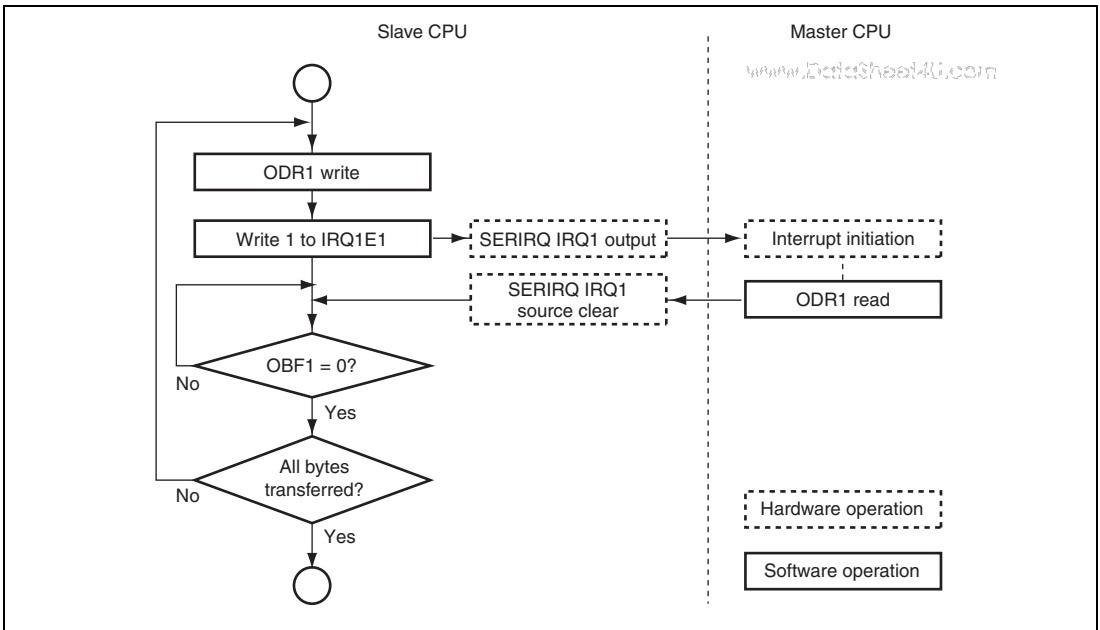 Slave CPU
Master CPU
www.DataSheet4U.com
ODR1 write
Write 1 to IRQ1E1
SERIRQ IRQ1 output
Interrupt initiation
SERIRQ IRQ1
source clear
ODR1 read
OBF1 = 0?
No
Yes
All bytes
transferred?
No
Yes
Hardware operation
Software operation